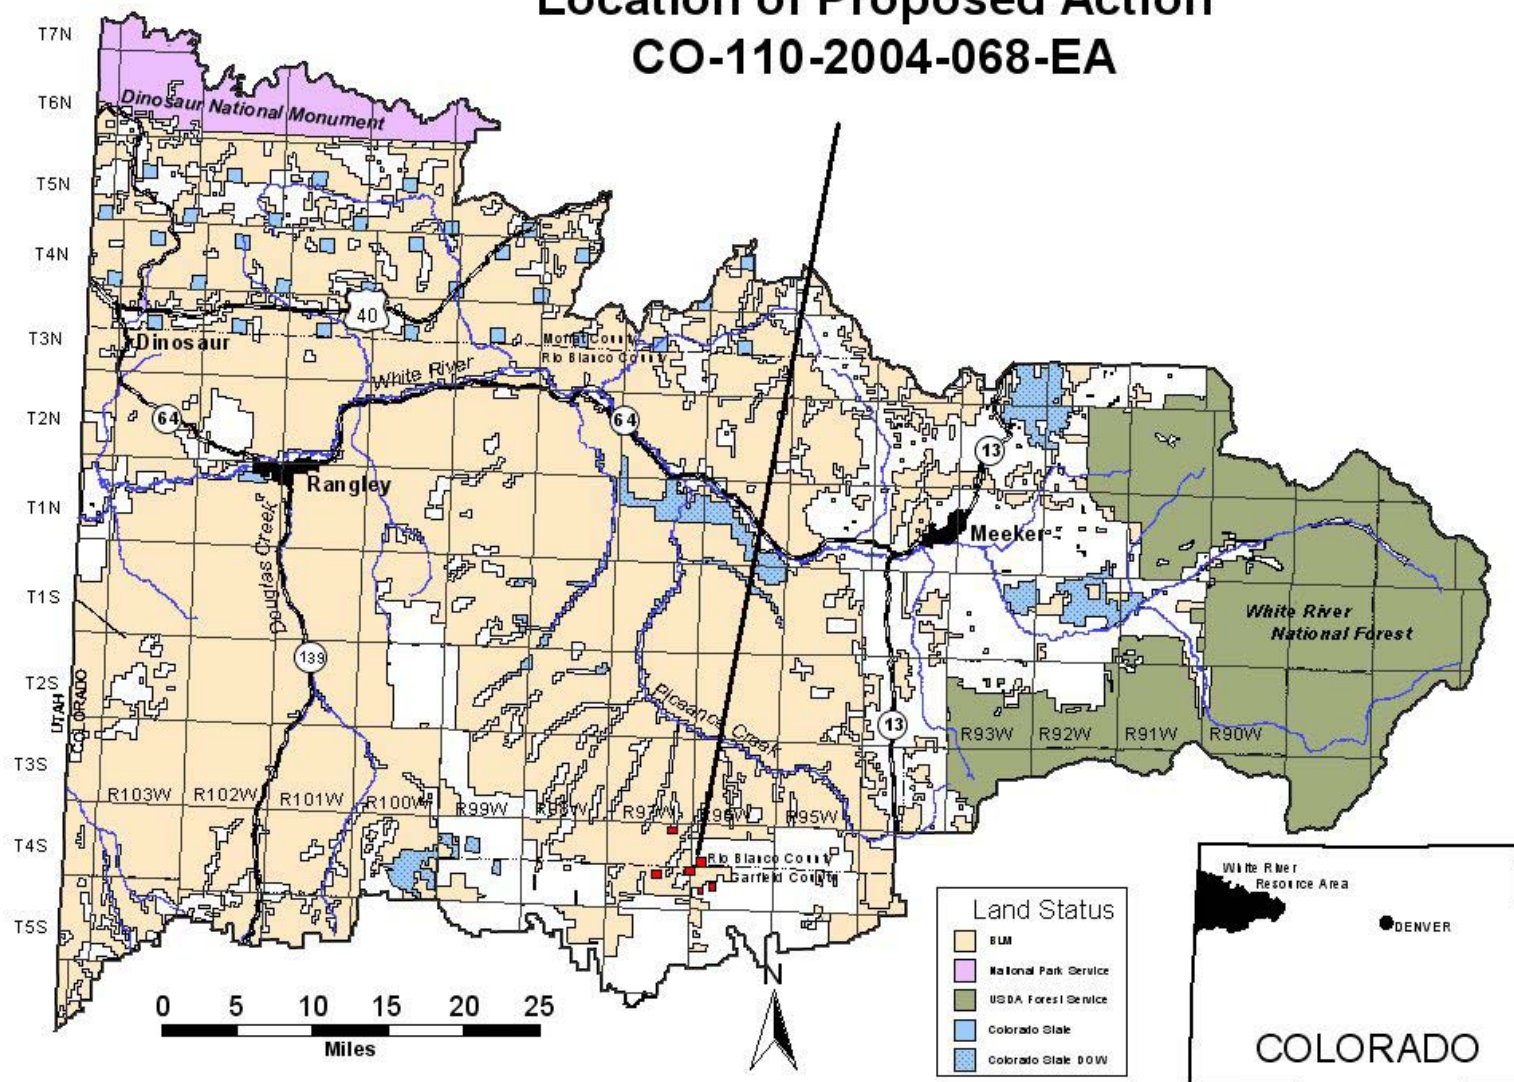 Location of Proposed Action
CO-110-2004-068-EA
T7N
T6N
T5N
T4N
T3N
T2N
T1N
T1S
T2S
T3S
T4S
T5S
Dinosaur National Monument
40
Dinosaur
Moffat County
Rio Blanco County
White River
64
64
13
Rangley
Meeker
Douglas Creek
139
UTAH
COLORADO
Piceance Creek
13
White River
National Forest
R93W
R92W
R91W
R90W
R103W
R102W
R101W
R100W
R99W
R98W
R97W
R96W
R95W
Rio Blanco County
Garfield County
0
5
10
15
20
25
Miles
N
Land Status
BLM
National Park Service
USDA Forest Service
Colorado State
Colorado State DOW
White River
Resource Area
DENVER
COLORADO